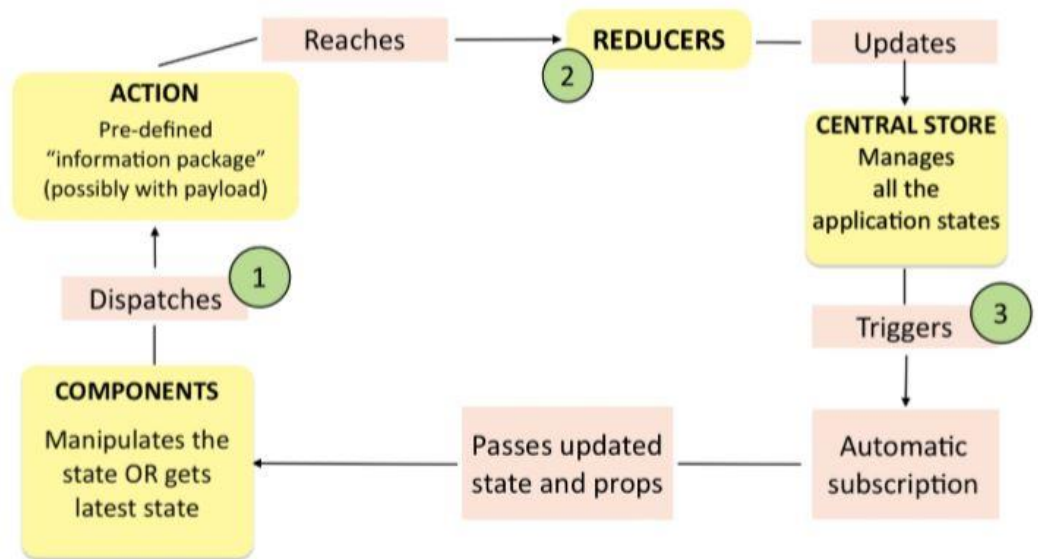 Reaches
REDUCERS
2
Updates
ACTION
Pre-defined
“information package”
(possibly with payload)
CENTRAL STORE
Manages
all the
application states
Dispatches
1
Triggers
3
COMPONENTS
Manipulates the
state OR gets
latest state
Passes updated
state and props
Automatic
subscription